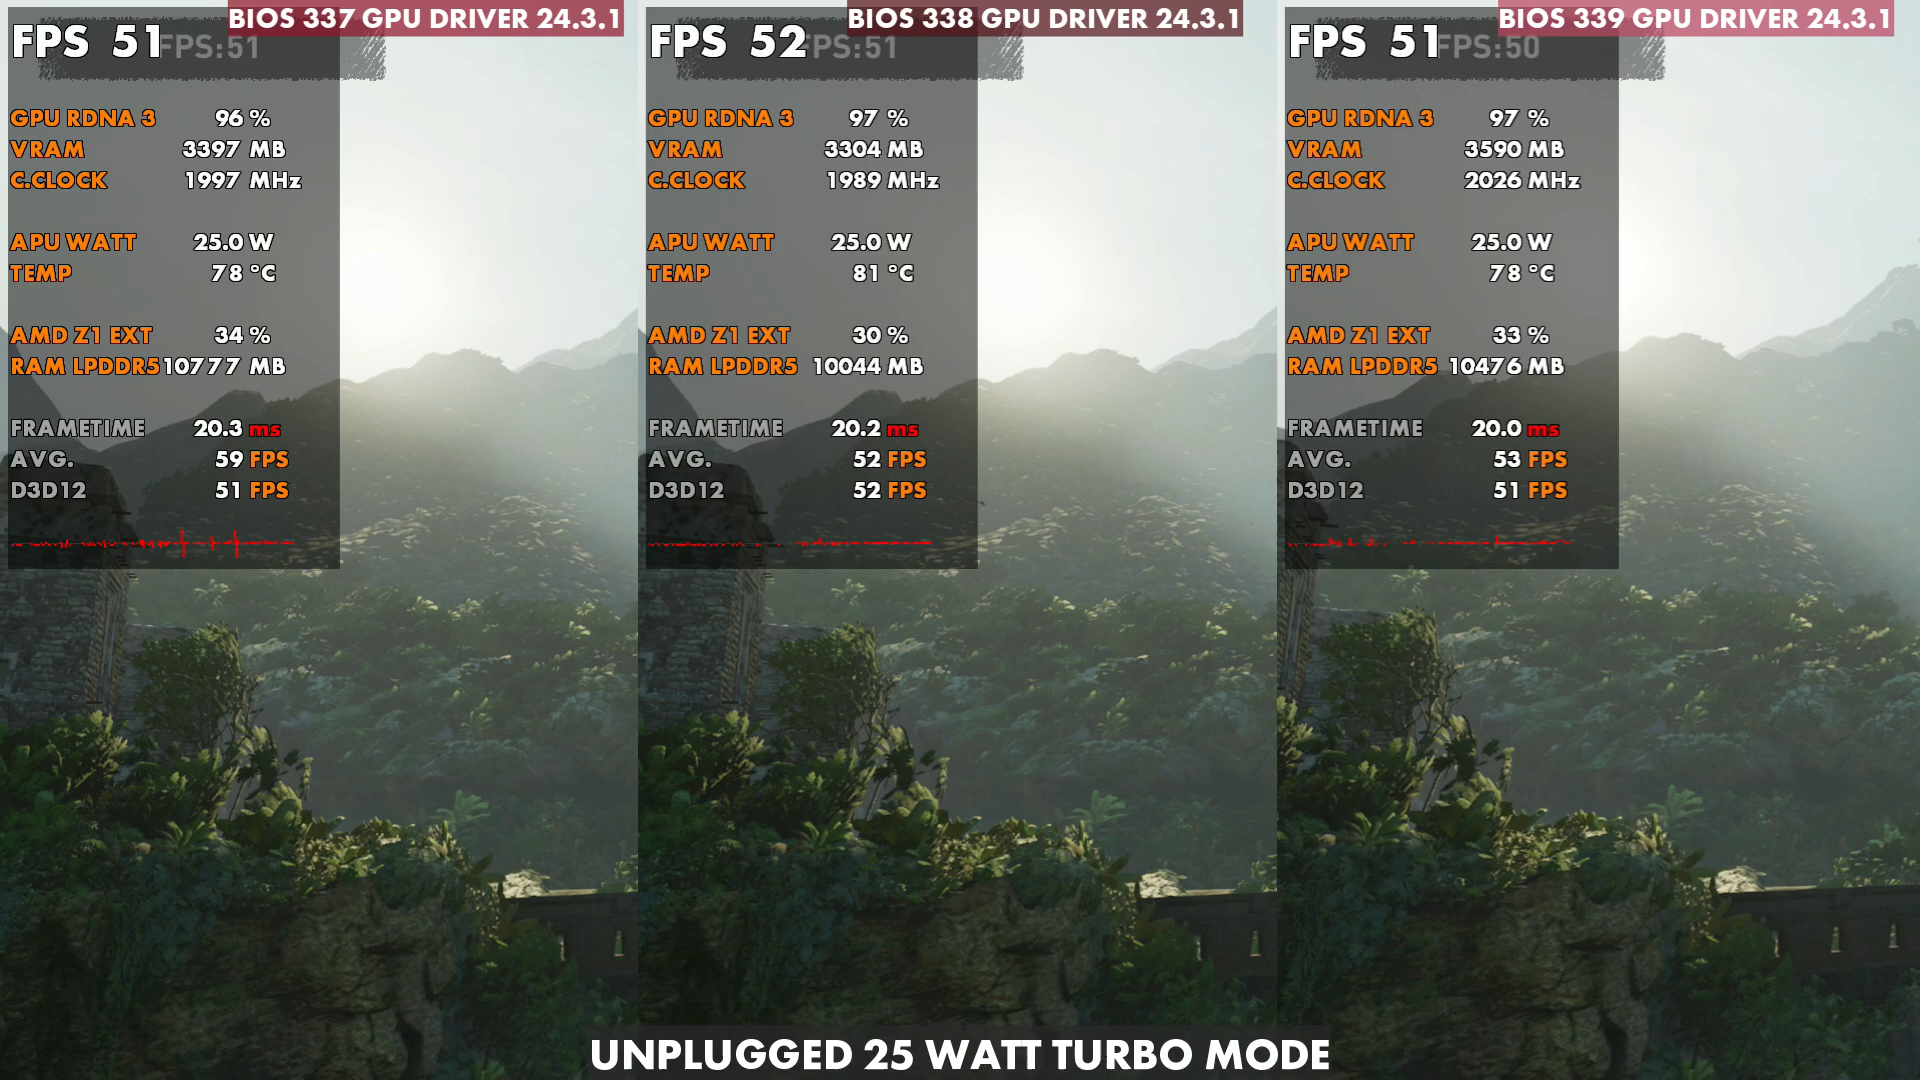 BIOS 337 GPU DRIVER 24.3.1
FPS 51
FPS:51
GPU RDNA 3 96 %
VRAM 3397 MB
C.CLOCK 1997 MHz
APU WATT 25.0 W
TEMP 78 °C
AMD Z1 EXT 34 %
RAM LPDDR5 10777 MB
FRAMETIME 20.3 ms
AVG. 59 FPS
D3D12 51 FPS
BIOS 338 GPU DRIVER 24.3.1
FPS 52
FPS:51
GPU RDNA 3 97 %
VRAM 3304 MB
C.CLOCK 1989 MHz
APU WATT 25.0 W
TEMP 81 °C
AMD Z1 EXT 30 %
RAM LPDDR5 10044 MB
FRAMETIME 20.2 ms
AVG. 52 FPS
D3D12 52 FPS
BIOS 339 GPU DRIVER 24.3.1
FPS 51
FPS:50
GPU RDNA 3 97 %
VRAM 3590 MB
C.CLOCK 2026 MHz
APU WATT 25.0 W
TEMP 78 °C
AMD Z1 EXT 33 %
RAM LPDDR5 10476 MB
FRAMETIME 20.0 ms
AVG. 53 FPS
D3D12 51 FPS
UNPLUGGED 25 WATT TURBO MODE